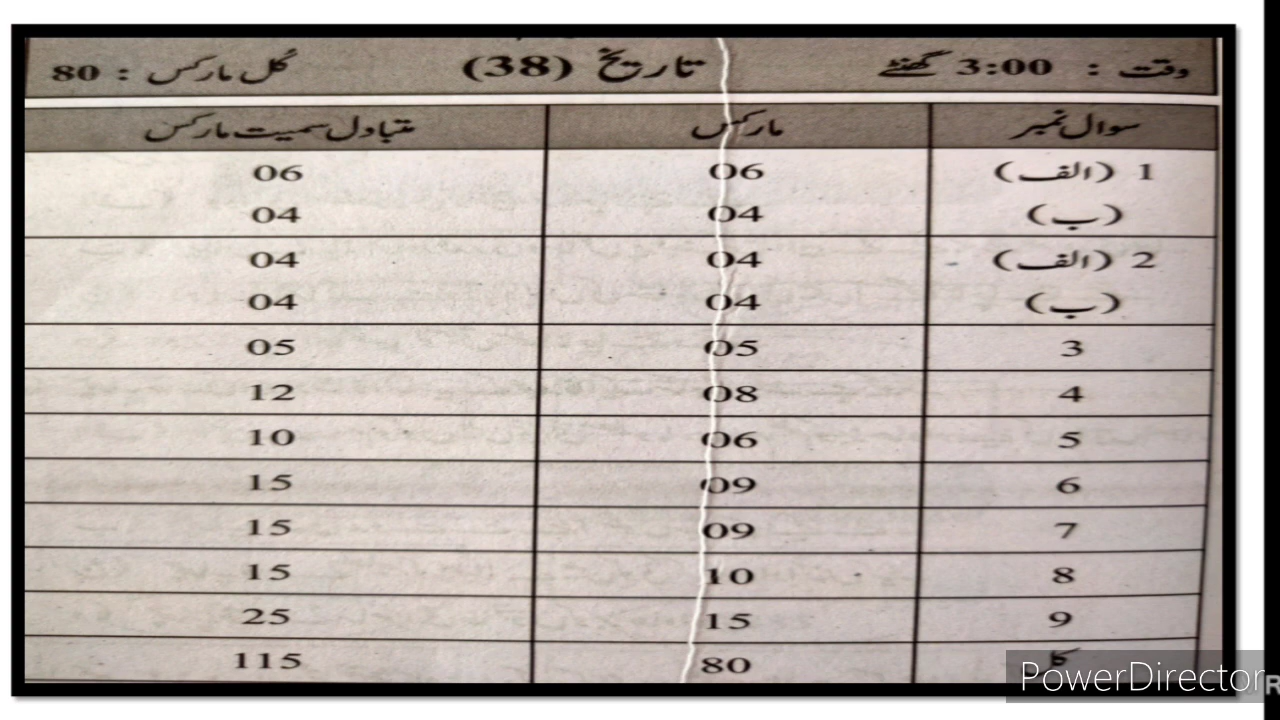 وقت : 3:00 گھنٹے تاریخ (38) کل مارکس : 80
سوال نمبر مارکس متبادل سمیت مارکس
1 (الف) 06 06
(ب) 04 04
2 (الف) 04 04
(ب) 04 04
3 05 05
4 08 12
5 06 10
6 09 15
7 09 15
8 10 15
9 15 25
کل 80 115
PowerDirector